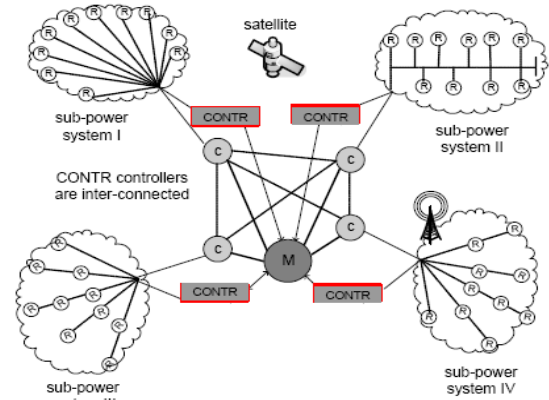 R R R R R
R R
R
R
R
satellite
R R R R R R
R R R R
sub-power
system I
CONTR
CONTR
sub-power
system II
C
C
CONTR controllers
are inter-connected
C
C
M
R
R R
R R R
R R
R
R
R
R R
R
R R R
R
CONTR
CONTR
sub-power
sub-power
system IV